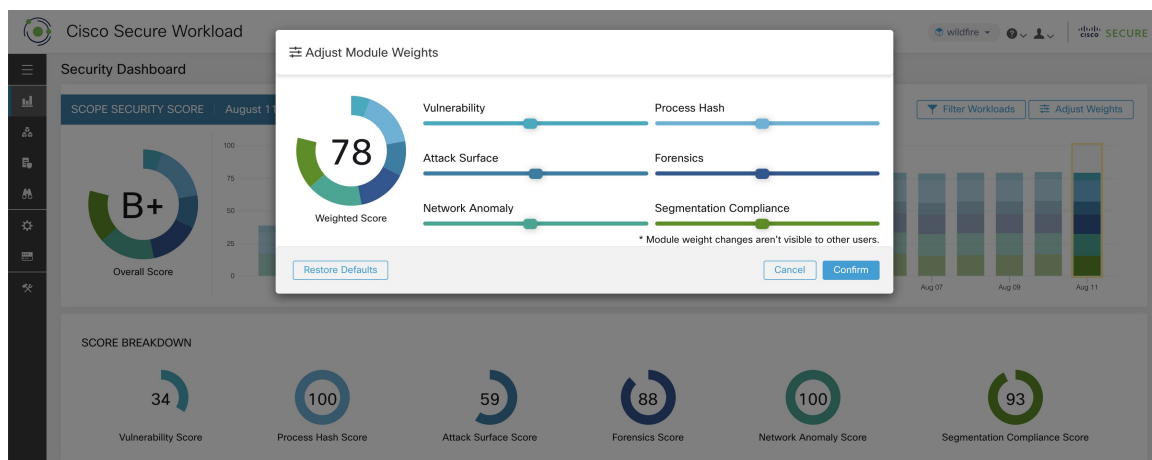 Cisco Secure Workload
wildfire
CISCO SECURE
Adjust Module Weights
Security Dashboard
SCOPE SECURITY SCORE August 11
Filter Workloads
Adjust Weights
Vulnerability
Process Hash
Attack Surface
Forensics
Network Anomaly
Segmentation Compliance
78
Weighted Score
* Module weight changes aren't visible to other users.
Restore Defaults
Cancel
Confirm
B+
Overall Score
100
75
50
25
0
Aug 07
Aug 09
Aug 11
SCORE BREAKDOWN
34
100
59
88
100
93
Vulnerability Score
Process Hash Score
Attack Surface Score
Forensics Score
Network Anomaly Score
Segmentation Compliance Score